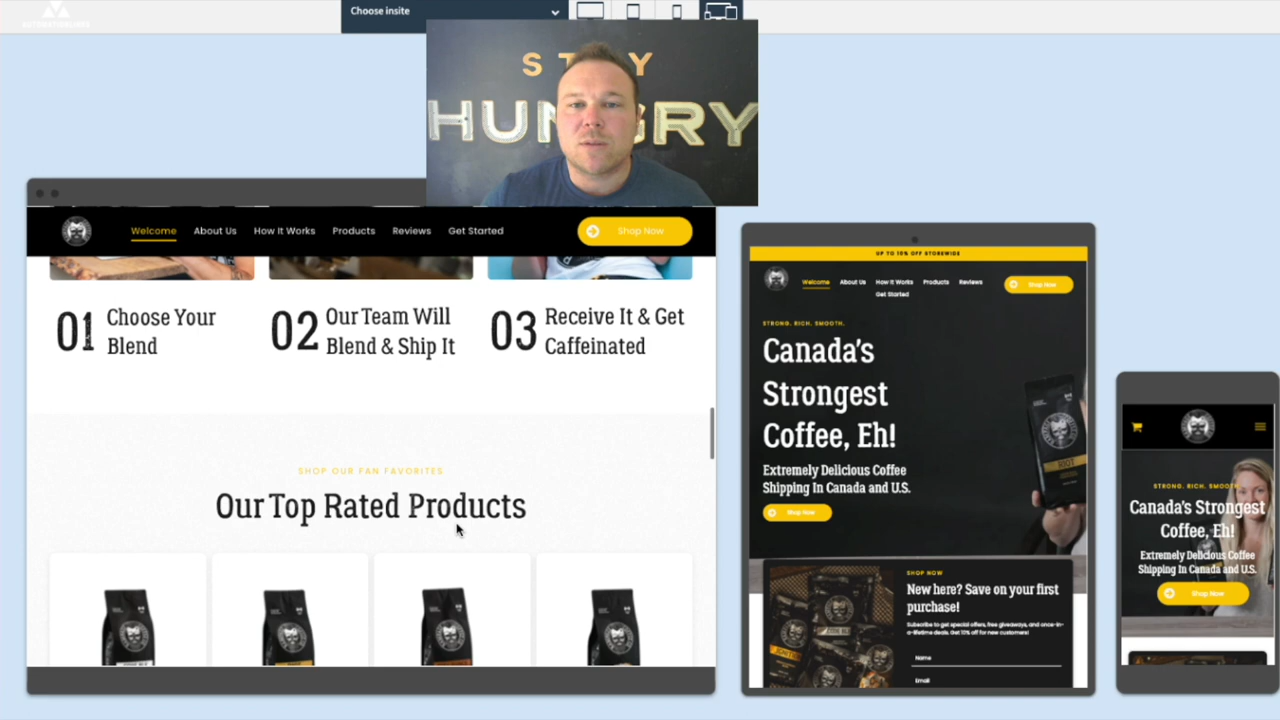 Choose insite
STAY
HUNGRY
Welcome
About Us
How It Works
Products
Reviews
Get Started
Shop Now
01 Choose Your
Blend
02 Our Team Will
Blend & Ship It
03 Receive It & Get
Caffeinated
SHOP OUR FAN FAVORITES
Our Top Rated Products
UP TO 15% OFF STOREWIDE
Welcome
About Us
How It Works
Products
Reviews
Get Started
Shop Now
STRONG. RICH. SMOOTH.
Canada's
Strongest
Coffee, Eh!
Extremely Delicious Coffee
Shipping In Canada and U.S.
Shop Now
RIOT
SHOP NOW
New here? Save on your first
purchase!
Subscribe to get special offers, free giveaways, and once-in-
a-lifetime deals. Get 10% off for new customers!
Name
Email
STRONG. RICH. SMOOTH.
Canada's Strongest
Coffee, Eh!
Extremely Delicious Coffee
Shipping In Canada and U.S.
Shop Now